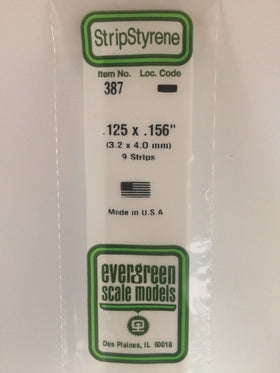 StripStyrene
Item No. Loc. Code
387
.125 x .156"
(3.2 x 4.0 mm)
9 Strips
Made in U.S.A
evergreen
scale models
Des Plaines, IL 60018